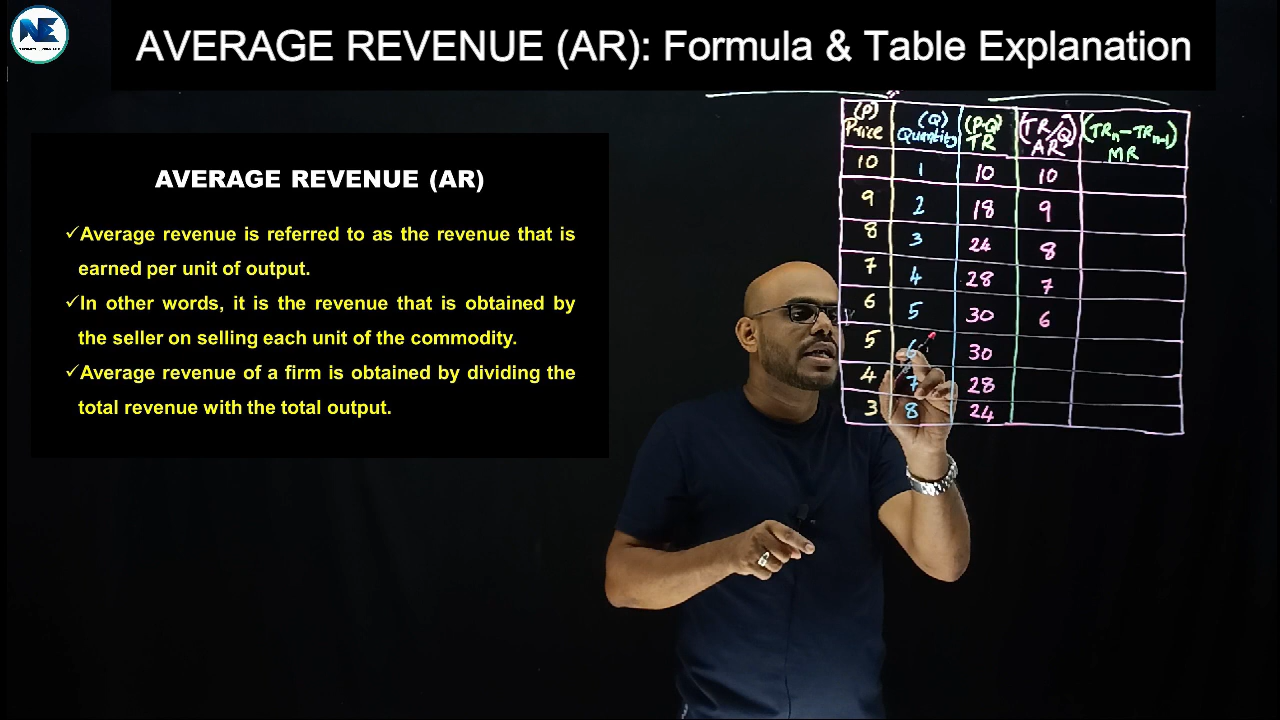 NE
AVERAGE REVENUE (AR): Formula & Table Explanation
AVERAGE REVENUE (AR)
✓Average revenue is referred to as the revenue that is
earned per unit of output.
✓In other words, it is the revenue that is obtained by
the seller on selling each unit of the commodity.
✓Average revenue of a firm is obtained by dividing the
total revenue with the total output.
(P) (Q) (P·Q) (TR/Q) (TRn-TRn-1)
Price Quantity TR AR MR
10 1 10 10
9 2 18 9
8 3 24 8
7 4 28 7
6 5 30 6
5 6 30
4 7 28
3 8 24